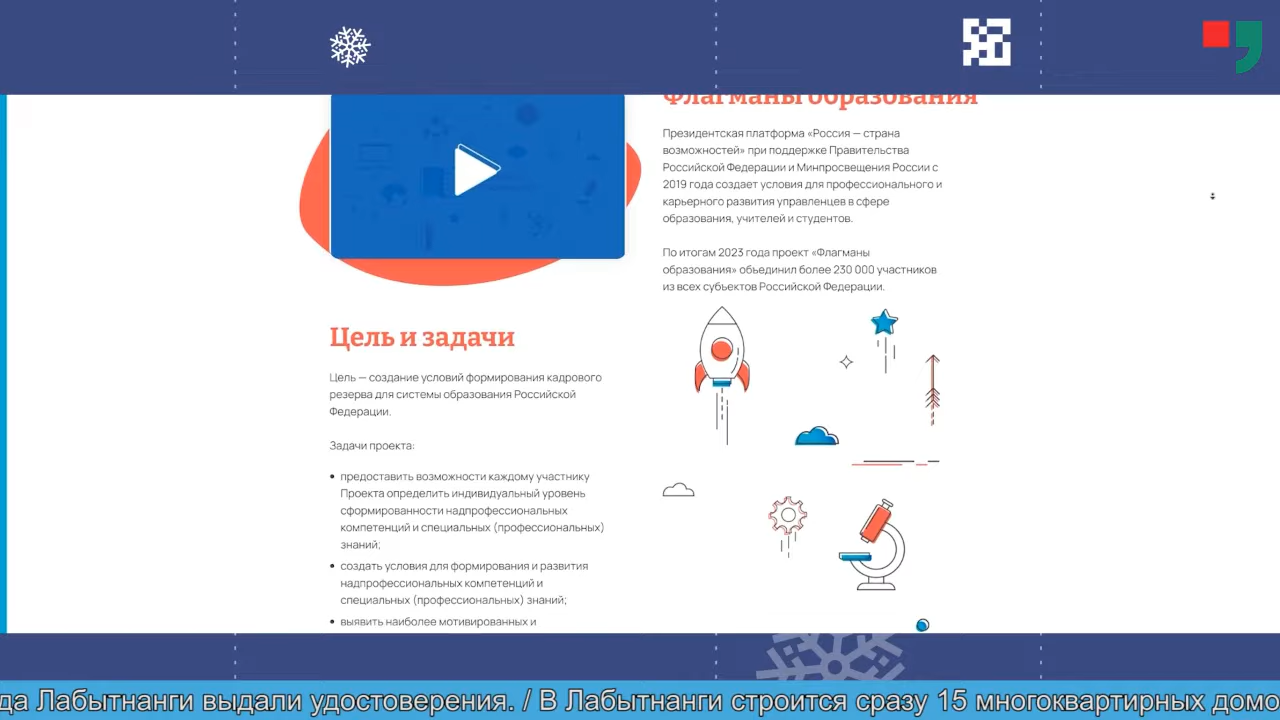 Флагманы образования
Президентская платформа «Россия — страна
возможностей» при поддержке Правительства
Российской Федерации и Минпросвещения России с
2019 года создает условия для профессионального и
карьерного развития управленцев в сфере
образования, учителей и студентов.
По итогам 2023 года проект «Флагманы
образования» объединил более 230 000 участников
из всех субъектов Российской Федерации.
Цель и задачи
Цель — создание условий формирования кадрового
резерва для системы образования Российской
Федерации.
Задачи проекта:
• предоставить возможности каждому участнику
Проекта определить индивидуальный уровень
сформированности надпрофессиональных
компетенций и специальных (профессиональных)
знаний;
• создать условия для формирования и развития
надпрофессиональных компетенций и
специальных (профессиональных) знаний;
• выявить наиболее мотивированных и
да Лабытнанги выдали удостоверения. / В Лабытнанги строится сразу 15 многоквартирных домо